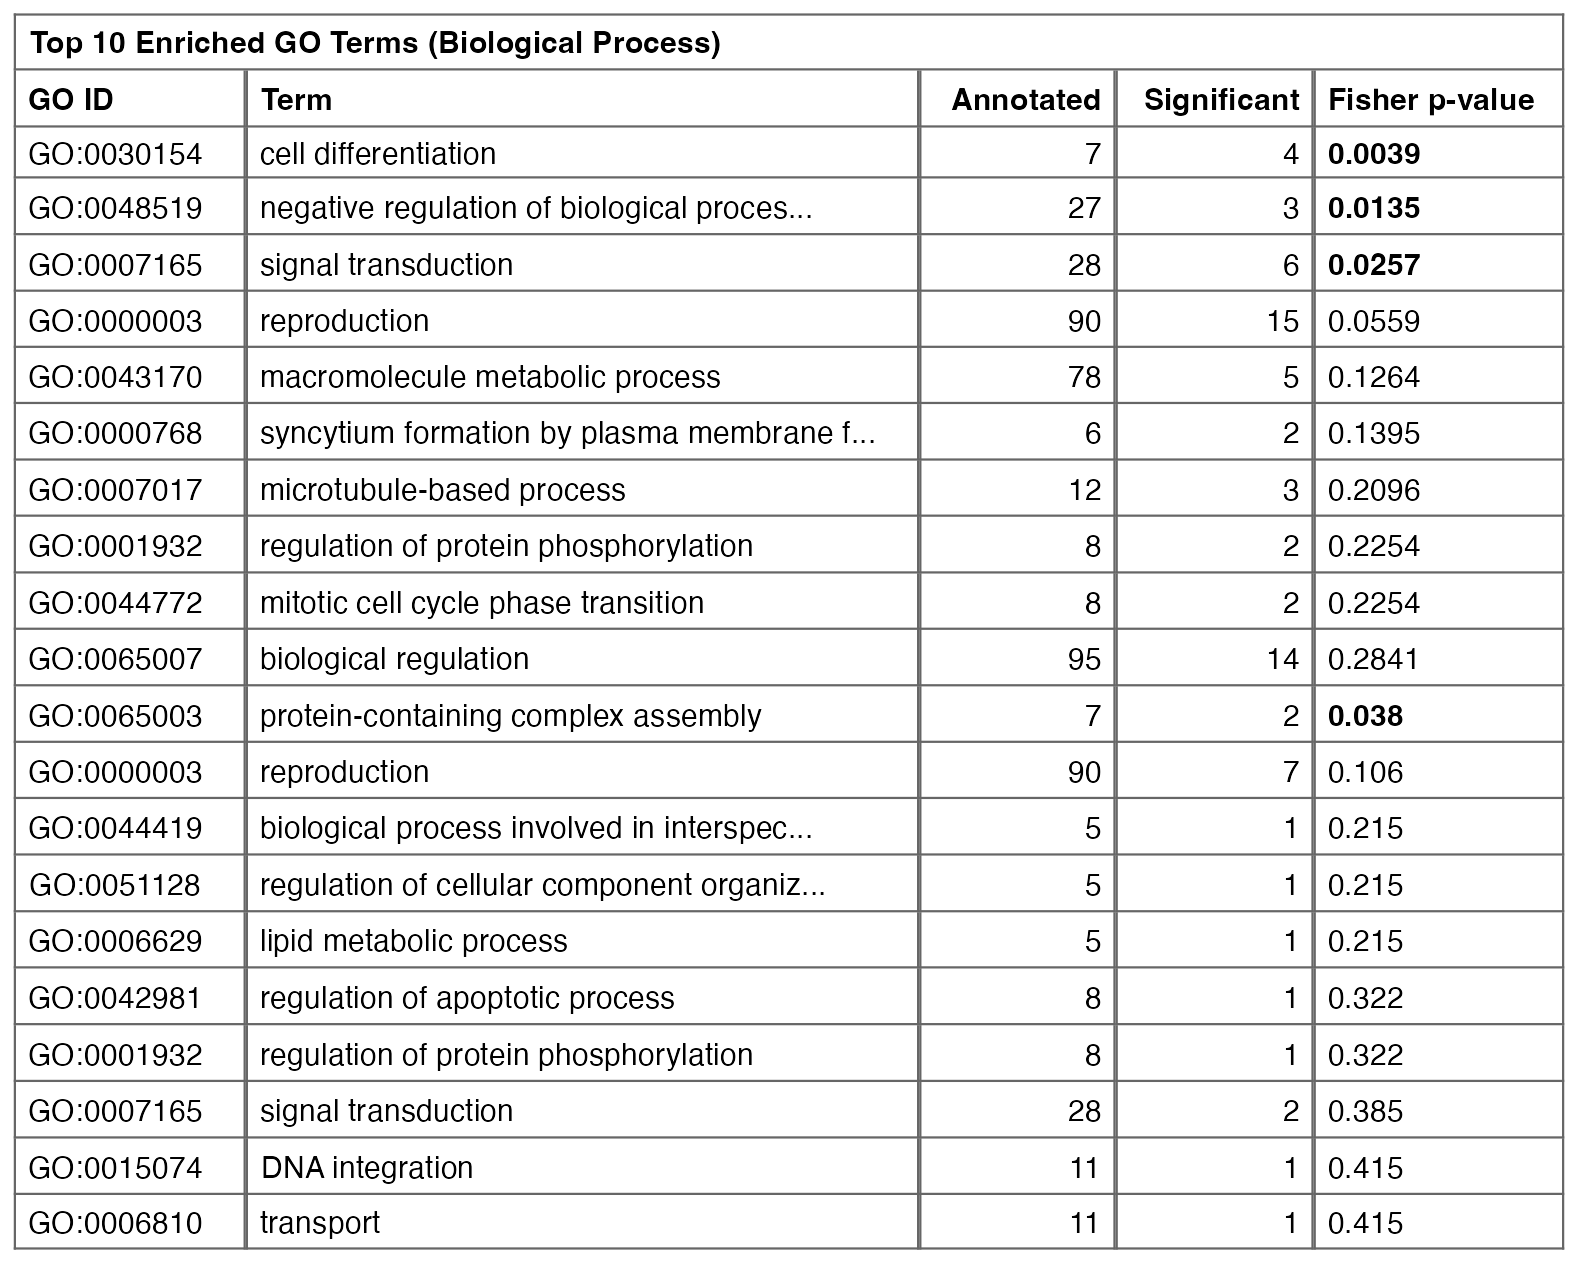 Top 10 Enriched GO Terms (Biological Process)
GO ID Term Annotated Significant Fisher p-value
GO:0030154 cell differentiation 7 4 0.0039
GO:0048519 negative regulation of biological proces... 27 3 0.0135
GO:0007165 signal transduction 28 6 0.0257
GO:0000003 reproduction 90 15 0.0559
GO:0043170 macromolecule metabolic process 78 5 0.1264
GO:0000768 syncytium formation by plasma membrane f... 6 2 0.1395
GO:0007017 microtubule-based process 12 3 0.2096
GO:0001932 regulation of protein phosphorylation 8 2 0.2254
GO:0044772 mitotic cell cycle phase transition 8 2 0.2254
GO:0065007 biological regulation 95 14 0.2841
GO:0065003 protein-containing complex assembly 7 2 0.038
GO:0000003 reproduction 90 7 0.106
GO:0044419 biological process involved in interspec... 5 1 0.215
GO:0051128 regulation of cellular component organiz... 5 1 0.215
GO:0006629 lipid metabolic process 5 1 0.215
GO:0042981 regulation of apoptotic process 8 1 0.322
GO:0001932 regulation of protein phosphorylation 8 1 0.322
GO:0007165 signal transduction 28 2 0.385
GO:0015074 DNA integration 11 1 0.415
GO:0006810 transport 11 1 0.415